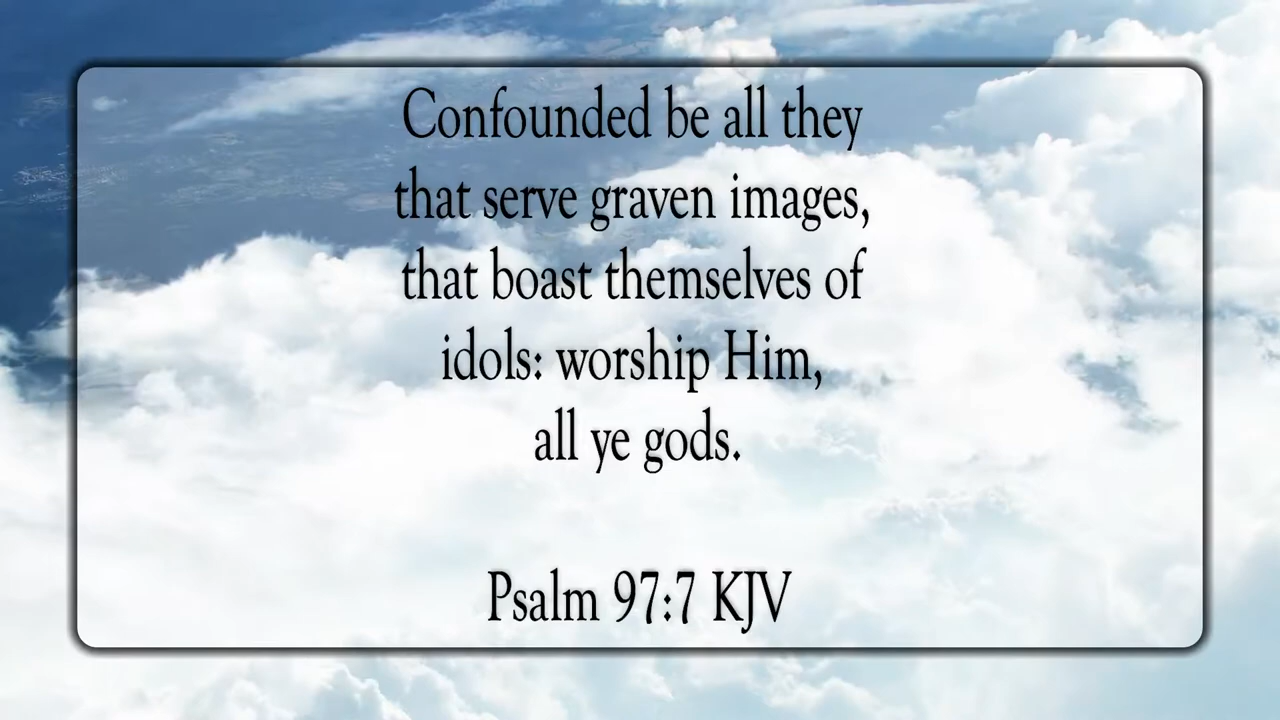 Confounded be all they
that serve graven images,
that boast themselves of
idols: worship Him,
all ye gods.
Psalm 97:7 KJV